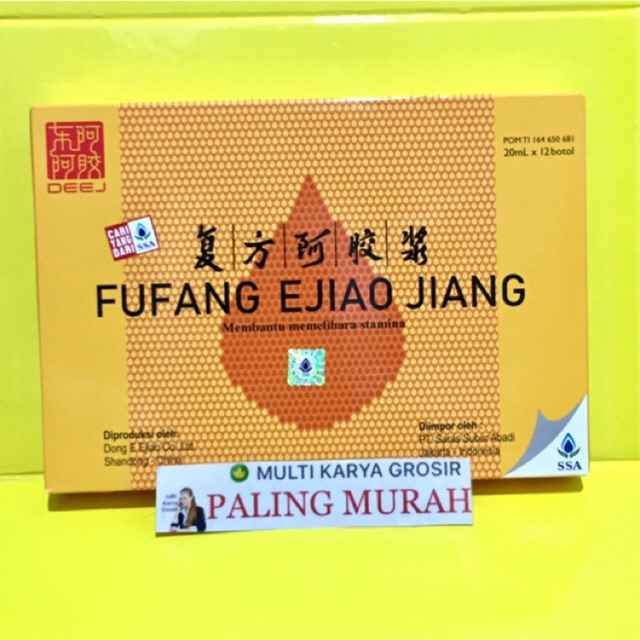 东阿
阿胶
DEEJ
POM TI 164 650 681
20mL x 12 botol
CARI
YANG
DARI
SSA
复方阿胶浆
FUFANG EJIAO JIANG
Membantu memelihara stamina
Diproduksi oleh:
Dong E Ejiao Co. Ltd.
Shandong - China
Diimpor oleh :
PT. Saras Subur Abadi
Jakarta - Indonesia
SSA
MULTI KARYA GROSIR
PALING MURAH